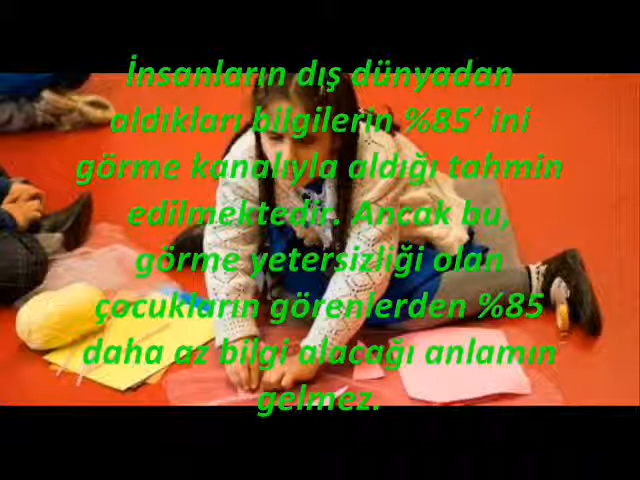 İnsanların dış dünyadan
aldıkları bilgilerin %85’ ini
görme kanalıyla aldığı tahmin
edilmektedir. Ancak bu,
görme yetersizliği olan
çocukların görenlerden %85
daha az bilgi alacağı anlamın
gelmez.